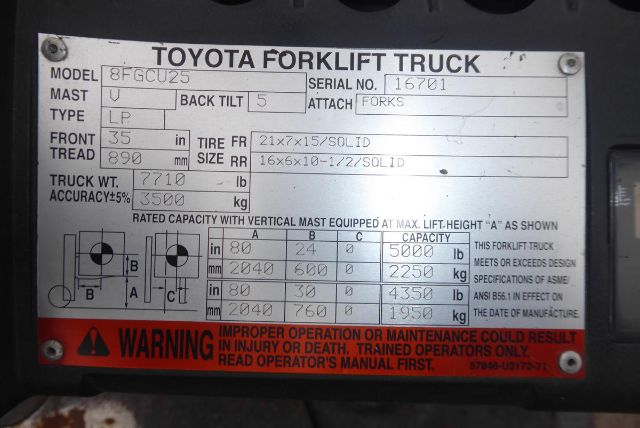 TOYOTA FORKLIFT TRUCK
MODEL 8FGCU25 SERIAL NO. 16701
MAST V BACK TILT 5 ATTACH FORKS
TYPE LP
FRONT 35 in TIRE FR 21x7x15/SOLID
TREAD 890 mm SIZE RR 16x6x10-1/2/SOLID
TRUCK WT. 7710 lb
ACCURACY±5% 3500 kg
RATED CAPACITY WITH VERTICAL MAST EQUIPPED AT MAX. LIFT HEIGHT "A" AS SHOWN
A B C CAPACITY
in 80 24 0 5000 lb
mm 2040 600 0 2250 kg
in 80 30 0 4350 lb
mm 2040 760 0 1950 kg
B
B A C
THIS FORKLIFT TRUCK
MEETS OR EXCEEDS DESIGN
SPECIFICATIONS OF ASME/
ANSI B56.1 IN EFFECT ON
THE DATE OF MANUFACTURE.
WARNING
IMPROPER OPERATION OR MAINTENANCE COULD RESULT
IN INJURY OR DEATH. TRAINED OPERATORS ONLY.
READ OPERATOR'S MANUAL FIRST.
57846-U2172-71